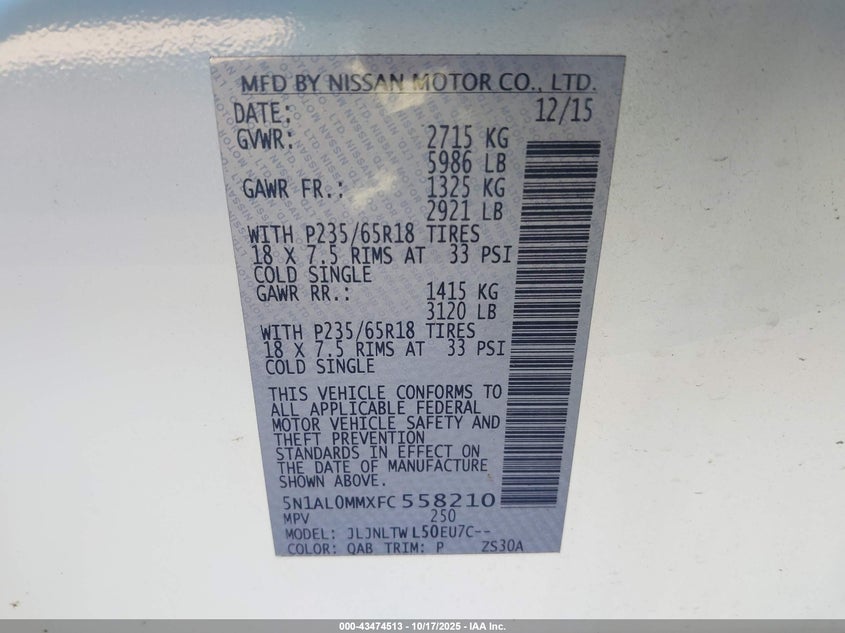 MFD BY NISSAN MOTOR CO., LTD.
DATE: 12/15
GVWR: 2715 KG
5986 LB
GAWR FR.: 1325 KG
2921 LB
WITH P235/65R18 TIRES
18 X 7.5 RIMS AT 33 PSI
COLD SINGLE
GAWR RR.: 1415 KG
3120 LB
WITH P235/65R18 TIRES
18 X 7.5 RIMS AT 33 PSI
COLD SINGLE
THIS VEHICLE CONFORMS TO
ALL APPLICABLE FEDERAL
MOTOR VEHICLE SAFETY AND
THEFT PREVENTION
STANDARDS IN EFFECT ON
THE DATE OF MANUFACTURE
SHOWN ABOVE.
5N1AL0MMXFC558210
MPV 250
MODEL: JLJNLTWL50EU7C--
COLOR: QAB TRIM: P ZS30A
000-43474513 - 10/17/2025 - IAA Inc.